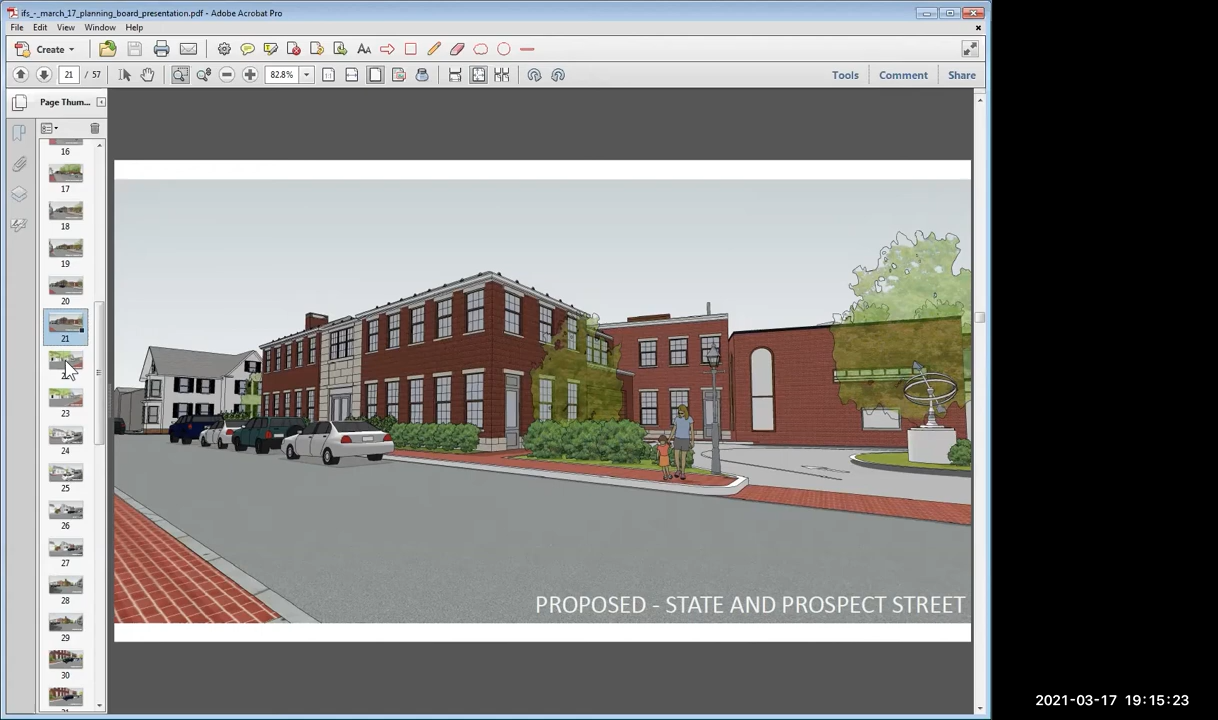 ifs_-_march_17_planning_board_presentation.pdf - Adobe Acrobat Pro
File Edit View Window Help
Create
21 / 57
82.8%
Tools Comment Share
Page Thum...
16
17
18
19
20
21
23
24
25
26
27
28
29
30
PROPOSED - STATE AND PROSPECT STREET
2021-03-17 19:15:23